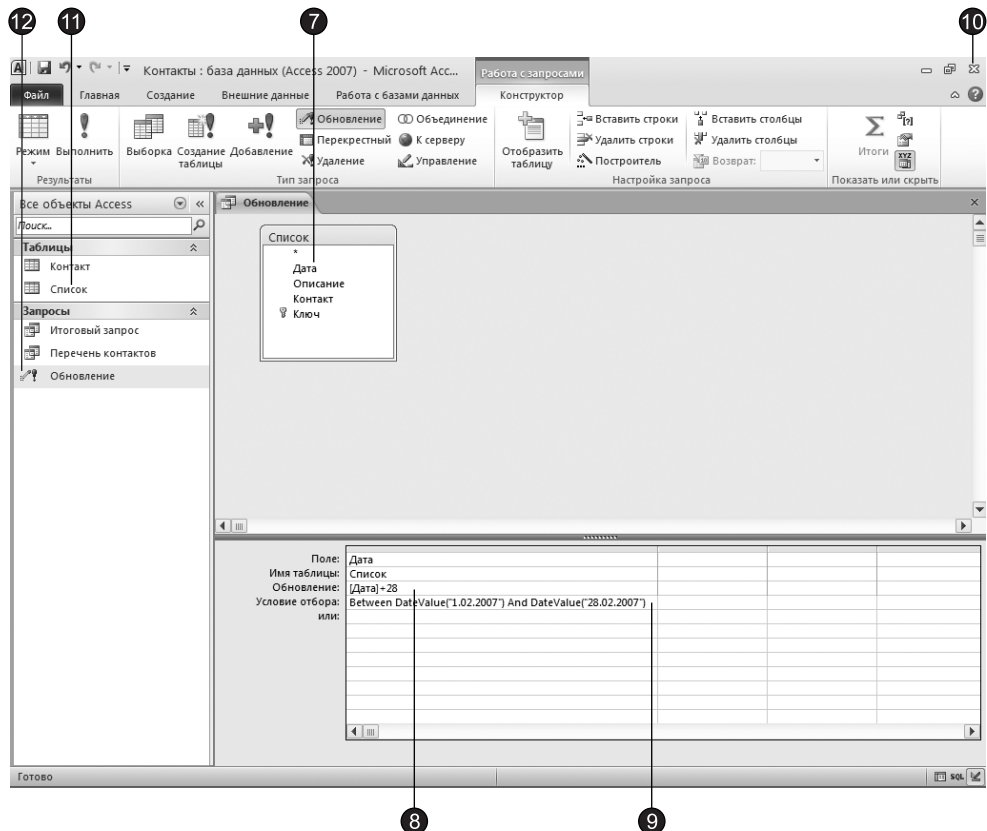 12 11 7 10
Контакты : база данных (Access 2007) - Microsoft Acc...
Работа с запросами
Файл Главная Создание Внешние данные Работа с базами данных Конструктор
Режим Выполнить
Результаты
Выборка Создание таблицы Добавление
Обновление Объединение
Перекрестный К серверу
Удаление Управление
Тип запроса
Отобразить таблицу
Вставить строки Вставить столбцы
Удалить строки Удалить столбцы
Построитель Возврат:
Настройка запроса
Итоги
XYZ
Показать или скрыть
Все объекты Access
Поиск...
Таблицы
Контакт
Список
Запросы
Итоговый запрос
Перечень контактов
Обновление
Обновление
Список
*
Дата
Описание
Контакт
Ключ
Поле: Дата
Имя таблицы: Список
Обновление: [Дата]+28
Условие отбора: Between DateValue("1.02.2007") And DateValue("28.02.2007")
или:
Готово
SQL
8 9